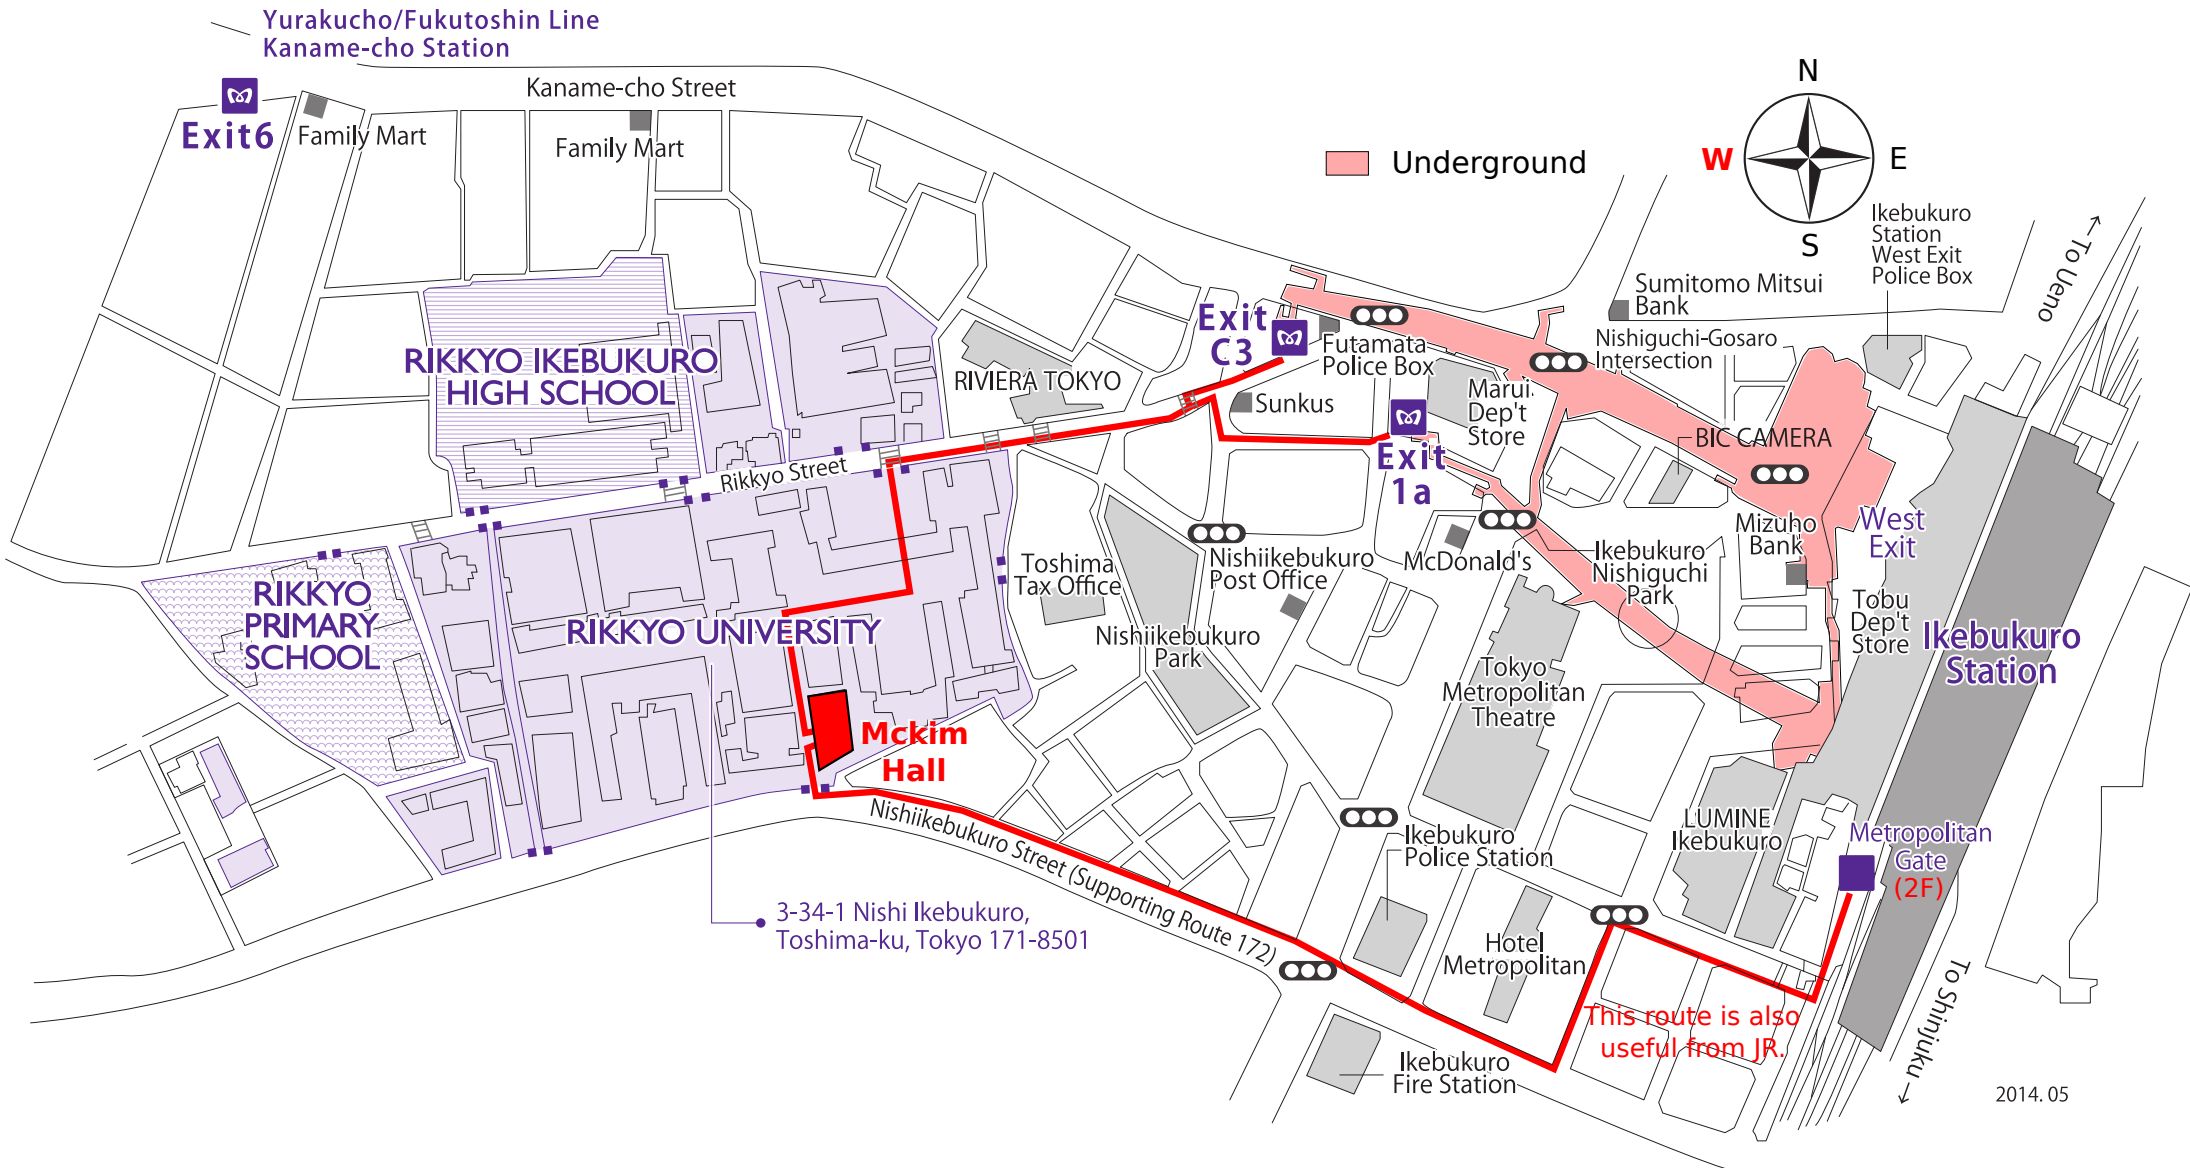 Yurakucho/Fukutoshin Line
Kaname-cho Station
Kaname-cho Street
Exit6
Family Mart
Family Mart
Underground
N
W
E
S
Ikebukuro
Station
West Exit
Police Box
← To Ueno
Sumitomo Mitsui
Bank
Nishiguchi-Gosaro
Intersection
Exit
C3
Futamata
Police Box
RIKKYO IKEBUKURO
HIGH SCHOOL
RIVIERA TOKYO
Sunkus
Marui
Dep't
Store
BIC CAMERA
Exit
1a
Rikkyo Street
Mizuho
Bank
West
Exit
Toshima
Tax Office
Nishiikebukuro
Post Office
McDonald's
Ikebukuro
Nishiguchi
Park
RIKKYO
PRIMARY
SCHOOL
RIKKYO UNIVERSITY
Nishiikebukuro
Park
Tobu
Dep't
Store
Ikebukuro
Station
Tokyo
Metropolitan
Theatre
Mckim
Hall
LUMINE
Ikebukuro
Metropolitan
Gate
(2F)
Ikebukuro
Police Station
Nishiikebukuro Street (Supporting Route 172)
3-34-1 Nishi Ikebukuro,
Toshima-ku, Tokyo 171-8501
Hotel
Metropolitan
This route is also
useful from JR.
To Shinjuku →
Ikebukuro
Fire Station
2014. 05